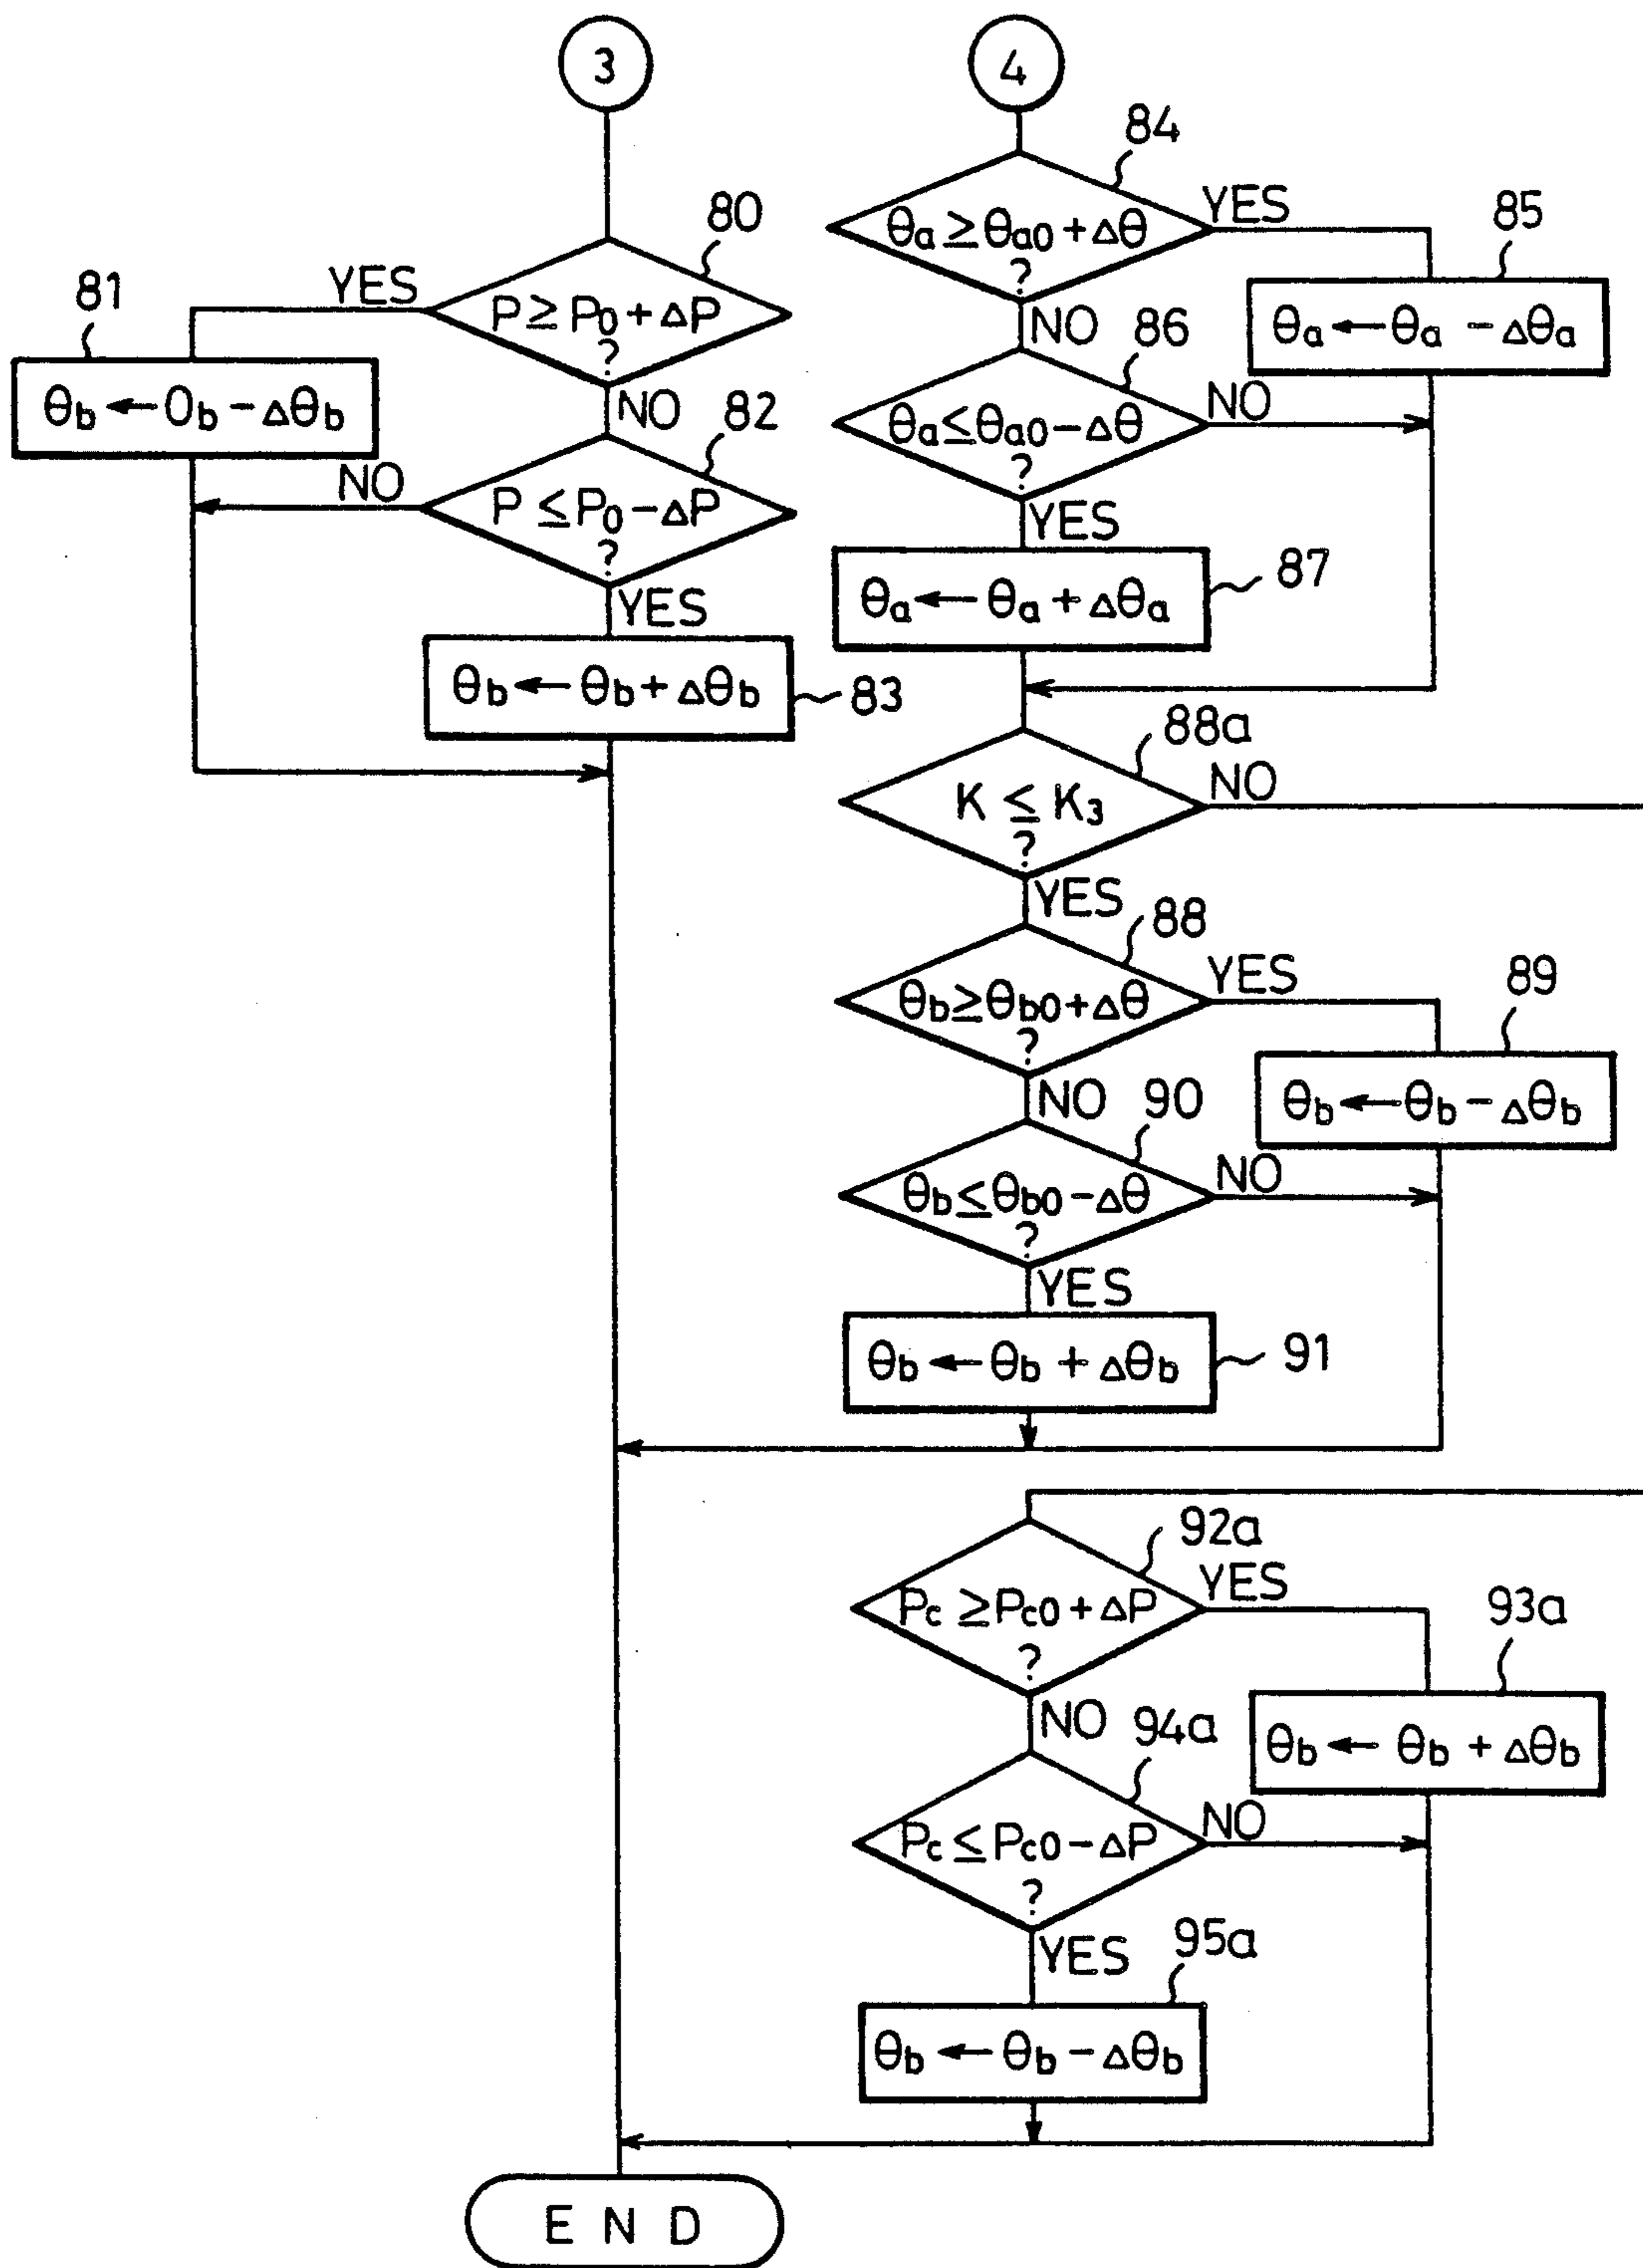 3
80
P ≥ P0 + ΔP
?
YES
NO
81
θb ← Ob − Δθb
82
P ≤ P0 − ΔP
?
NO
YES
θb ← θb + Δθb
83
4
84
θa ≥ θa0 + Δθ
?
YES
NO
85
θa ← θa − Δθa
86
θa ≤ θa0 − Δθ
?
NO
YES
87
θa ← θa + Δθa
88a
K ≤ K3
?
NO
YES
88
θb ≥ θb0 + Δθ
?
YES
NO
89
θb ← θb − Δθb
90
θb ≤ θb0 − Δθ
?
NO
YES
θb ← θb + Δθb
91
92a
Pc ≥ Pc0 + ΔP
?
YES
NO
93a
θb ← θb + Δθb
94a
Pc ≤ Pc0 − ΔP
?
NO
YES
95a
θb ← θb − Δθb
END